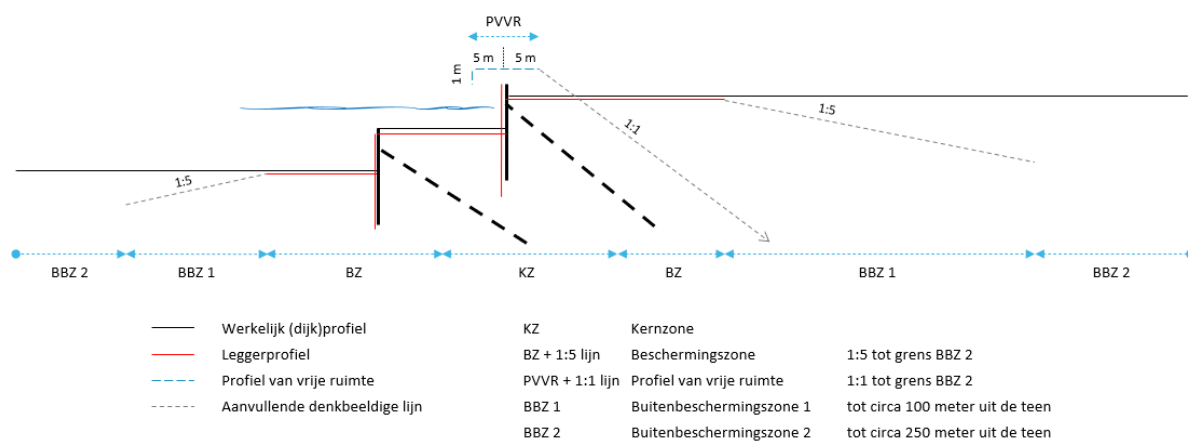 PVVR
5 m 5 m
1 m
1:1
1:5
1:5
BBZ 2 BBZ 1 BZ KZ BZ BBZ 1 BBZ 2
Werkelijk (dijk)profiel KZ Kernzone
Leggerprofiel BZ + 1:5 lijn Beschermingszone 1:5 tot grens BBZ 2
Profiel van vrije ruimte PVVR + 1:1 lijn Profiel van vrije ruimte 1:1 tot grens BBZ 2
Aanvullende denkbeeldige lijn BBZ 1 Buitenbeschermingszone 1 tot circa 100 meter uit de teen
BBZ 2 Buitenbeschermingszone 2 tot circa 250 meter uit de teen